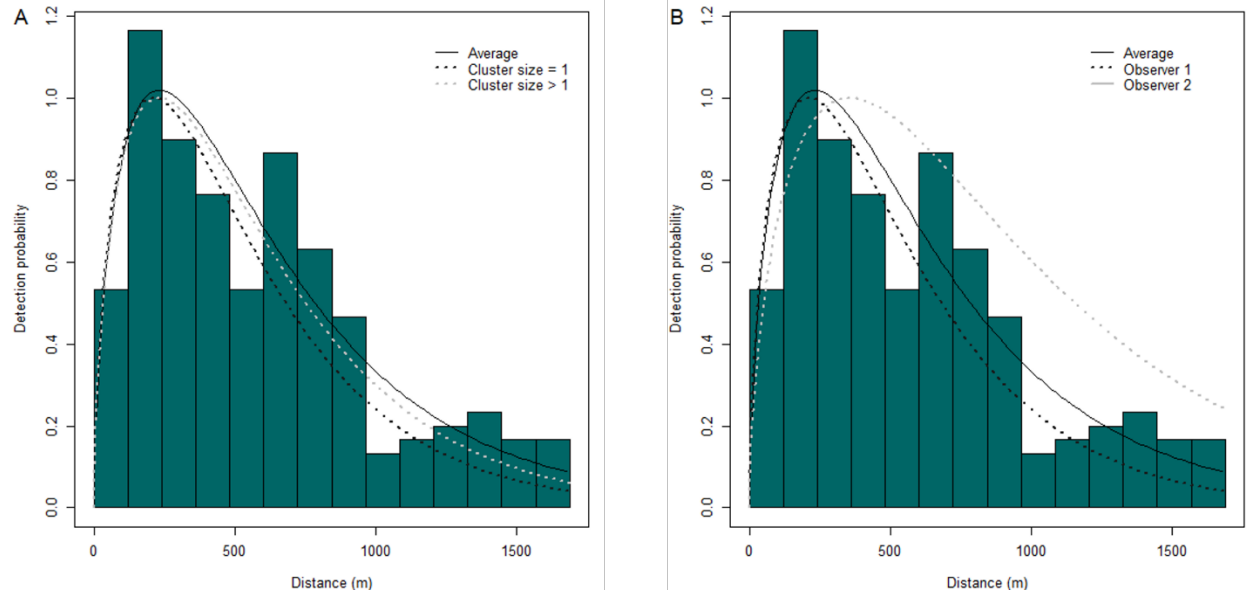 A
Detection probability
1.2
1.0
0.8
0.6
0.4
0.2
0.0
Average
Cluster size = 1
Cluster size > 1
0
500
1000
1500
Distance (m)
B
Detection probability
1.2
1.0
0.8
0.6
0.4
0.2
0.0
Average
Observer 1
Observer 2
0
500
1000
1500
Distance (m)